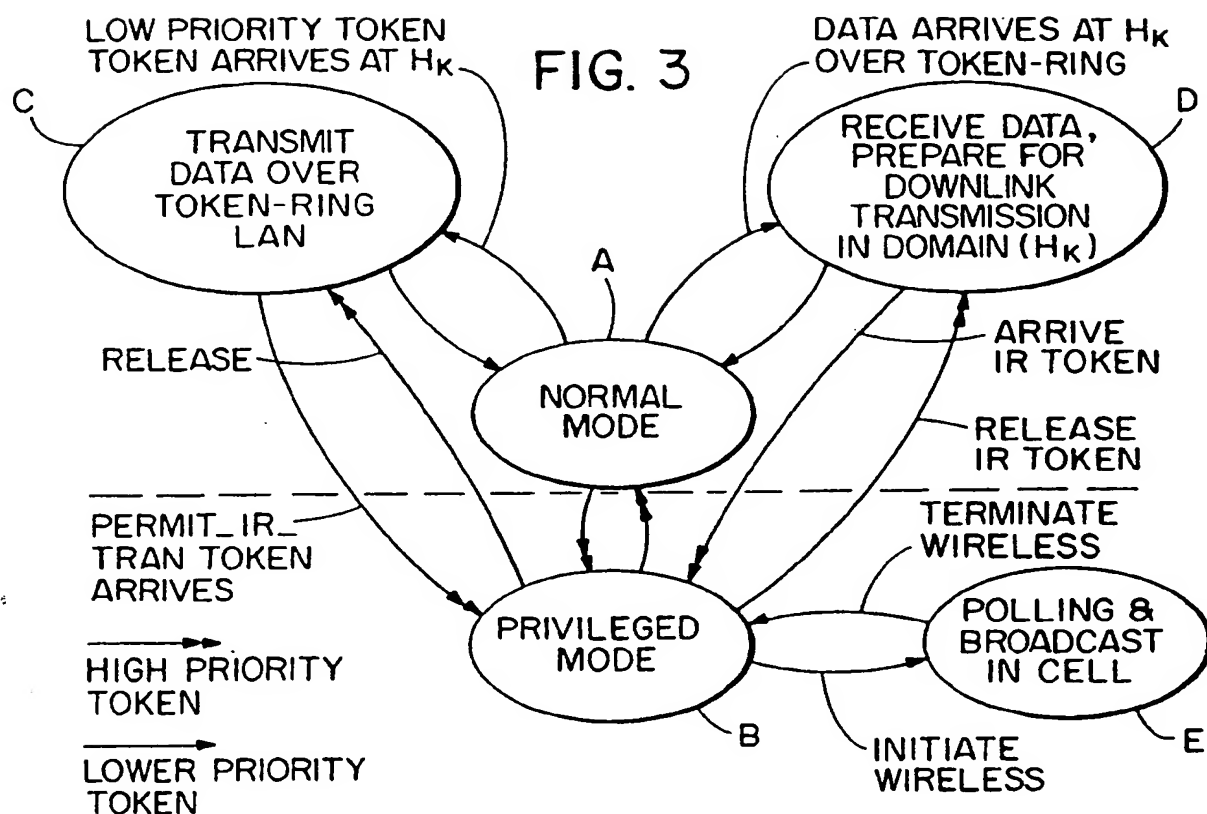 LOW PRIORITY TOKEN
TOKEN ARRIVES AT HK
FIG. 3
DATA ARRIVES AT HK
OVER TOKEN-RING
C
TRANSMIT
DATA OVER
TOKEN-RING
LAN
D
RECEIVE DATA,
PREPARE FOR
DOWNLINK
TRANSMISSION
IN DOMAIN (HK)
A
RELEASE
ARRIVE
IR TOKEN
NORMAL
MODE
RELEASE
IR TOKEN
PERMIT_IR_
TRAN TOKEN
ARRIVES
TERMINATE
WIRELESS
PRIVILEGED
MODE
POLLING &
BROADCAST
IN CELL
HIGH PRIORITY
TOKEN
B
INITIATE
WIRELESS
E
LOWER PRIORITY
TOKEN